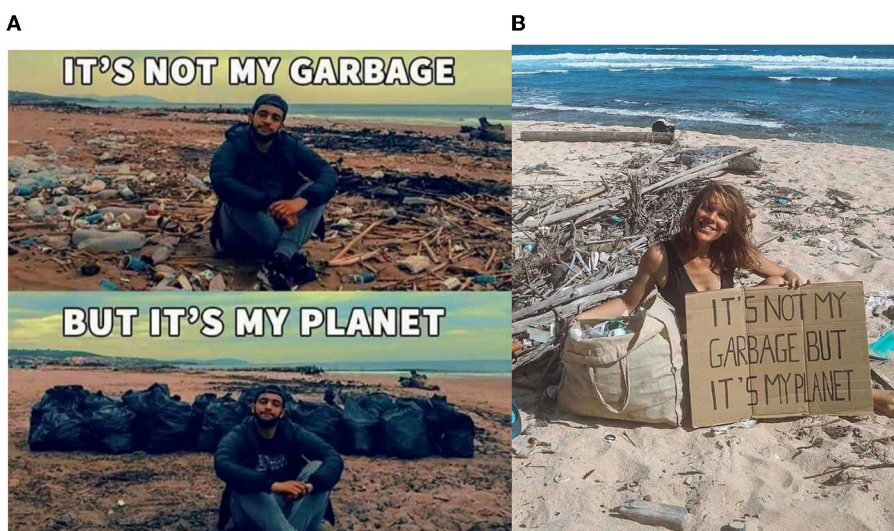 A
IT'S NOT MY GARBAGE
BUT IT'S MY PLANET
B
IT'S NOT MY
GARBAGE BUT
IT'S MY PLANET